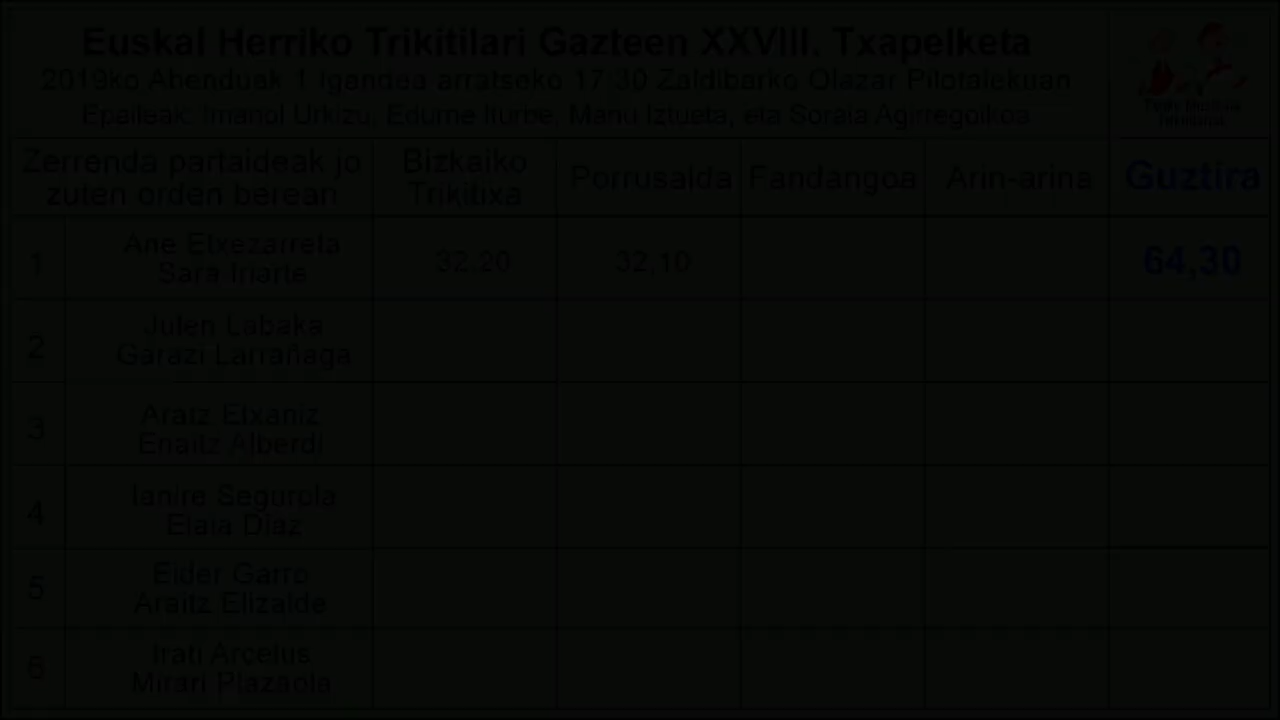 Euskal Herriko Trikitilari Gazteen XXVIII. Txapelketa
2019ko Abenduak 1 Igandea arratseko 17:30 Zaldibarko Olazar Pilotalekuan
Epaileak: Imanol Urkizu, Edurne Iturbe, Manu Iztueta, eta Soraia Agirregoikoa
Zerrenda partaideak jo
zuten orden berean
Bizkaiko
Trikitixa
Porrusalda
Fandangoa
Arin-arina
Guztira
1
Ane Etxezarreta
Sara Iriarte
32.20
32,10
64,30
2
Julen Labaka
Garazi Larrañaga
3
Aratz Etxaniz
Enaitz Alberdi
4
Ianire Segurola
Elaia Diaz
5
Eider Garro
Araitz Elizalde
6
Irati Arcelus
Mirari Plazaola